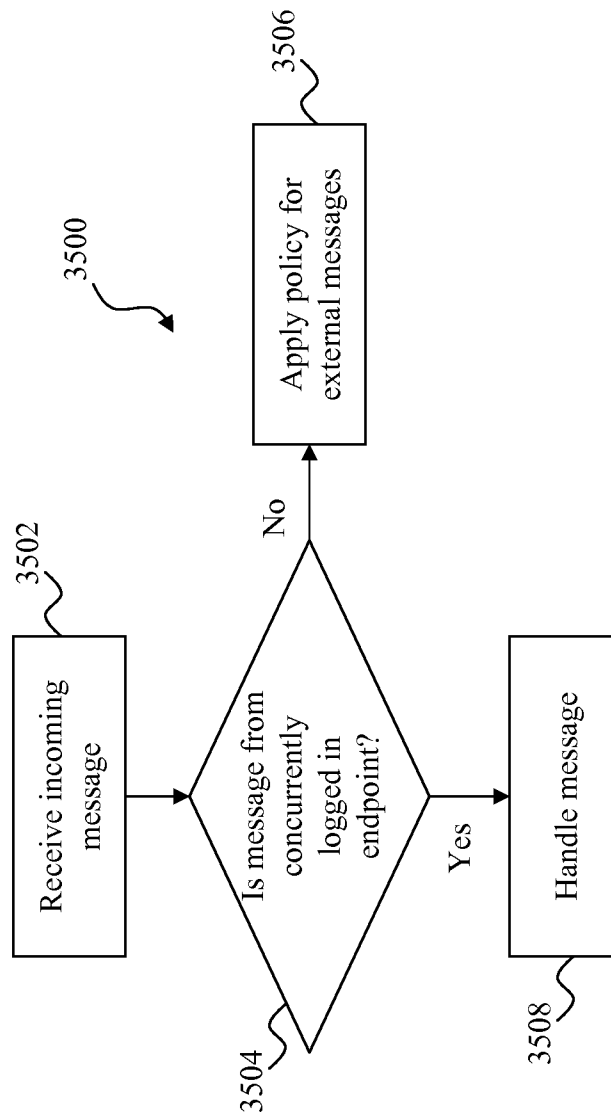 3500
3502
Receive incoming
message
3504
Is message from
concurrently
logged in
endpoint?
No
3506
Apply policy for
external messages
Yes
3508
Handle message